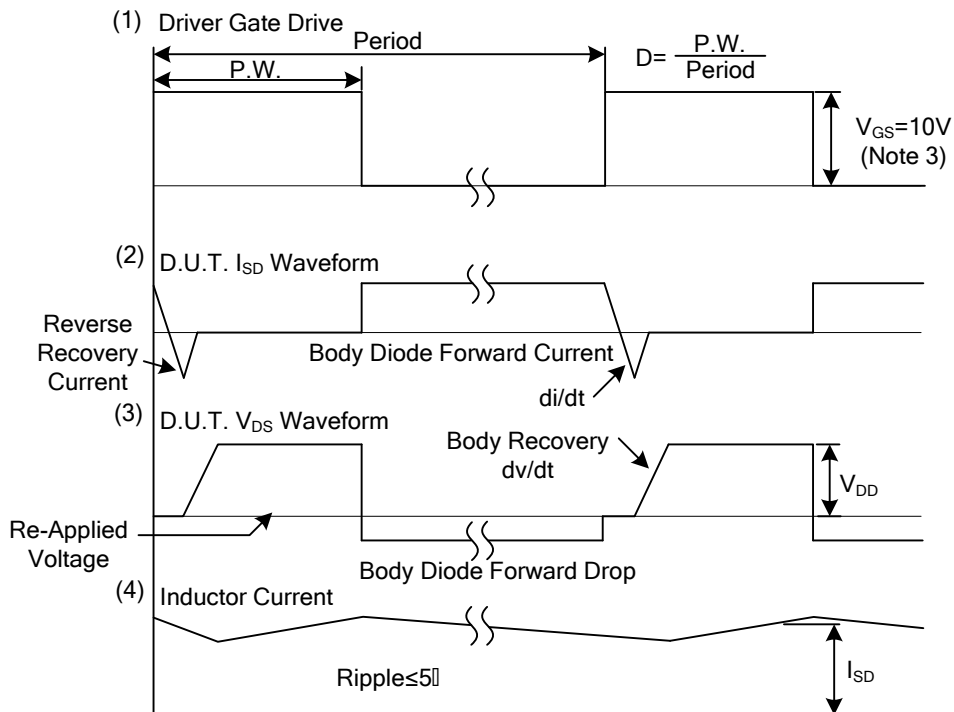 (1) Driver Gate Drive
Period
P.W.
D= P.W.
Period
VGS=10V
(Note 3)
(2) D.U.T. ISD Waveform
Reverse
Recovery
Current
Body Diode Forward Current
di/dt
(3) D.U.T. VDS Waveform
Body Recovery
dv/dt
VDD
Re-Applied
Voltage
Body Diode Forward Drop
(4) Inductor Current
Ripple≤5
ISD